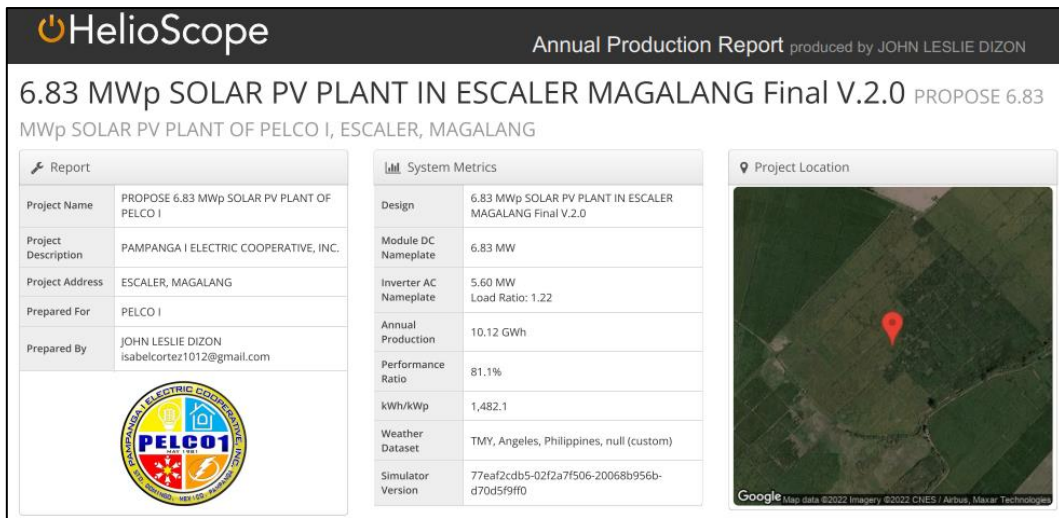 HelioScope
Annual Production Report produced by JOHN LESLIE DIZON
6.83 MWp SOLAR PV PLANT IN ESCALER MAGALANG Final V.2.0 PROPOSE 6.83
MWp SOLAR PV PLANT OF PELCO I, ESCALER, MAGALANG
Report
Project Name
PROPOSE 6.83 MWp SOLAR PV PLANT OF
PELCO I
Project
Description
PAMPANGA I ELECTRIC COOPERATIVE, INC.
Project Address
ESCALER, MAGALANG
Prepared For
PELCO I
Prepared By
JOHN LESLIE DIZON
isabelcortez1012@gmail.com
PAMPANGA I ELECTRIC COOPERATIVE, INC.
PELCO1
MAY 1981
STO. DOMINGO, MEXICO, PAMPANGA
System Metrics
Design
6.83 MWp SOLAR PV PLANT IN ESCALER
MAGALANG Final V.2.0
Module DC
Nameplate
6.83 MW
Inverter AC
Nameplate
5.60 MW
Load Ratio: 1.22
Annual
Production
10.12 GWh
Performance
Ratio
81.1%
kWh/kWp
1,482.1
Weather
Dataset
TMY, Angeles, Philippines, null (custom)
Simulator
Version
77eaf2cdb5-02f2a7f506-20068b956b-
d70d5f9ff0
Project Location
Google Map data ©2022 Imagery ©2022 CNES / Airbus, Maxar Technologies